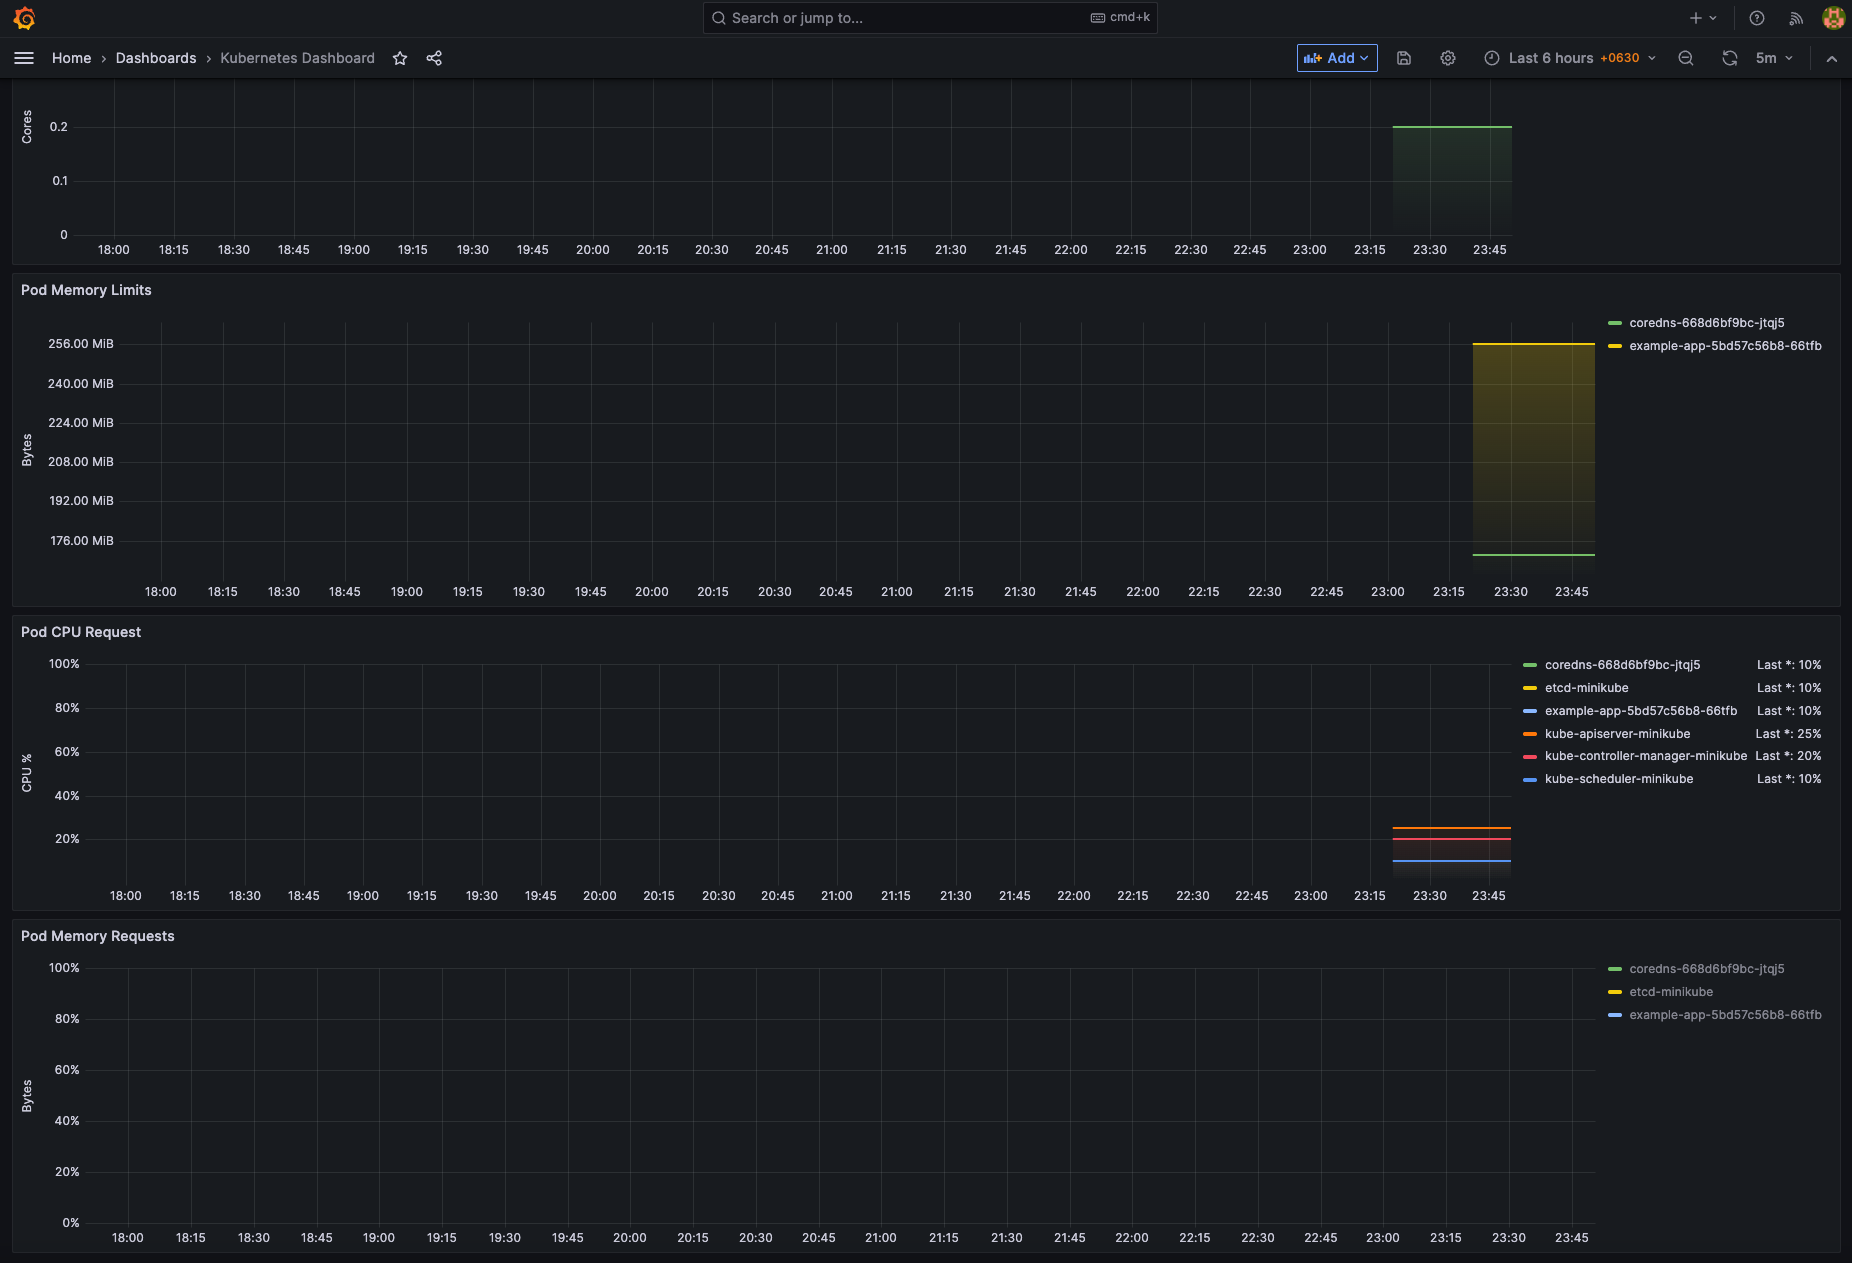 Search or jump to...
cmd+k
Home › Dashboards › Kubernetes Dashboard
Add
Last 6 hours +0630
5m
Cores
0.2
0.1
0
18:00 18:15 18:30 18:45 19:00 19:15 19:30 19:45 20:00 20:15 20:30 20:45 21:00 21:15 21:30 21:45 22:00 22:15 22:30 22:45 23:00 23:15 23:30 23:45
Pod Memory Limits
Bytes
256.00 MiB
240.00 MiB
224.00 MiB
208.00 MiB
192.00 MiB
176.00 MiB
18:00 18:15 18:30 18:45 19:00 19:15 19:30 19:45 20:00 20:15 20:30 20:45 21:00 21:15 21:30 21:45 22:00 22:15 22:30 22:45 23:00 23:15 23:30 23:45
coredns-668d6bf9bc-jtqj5
example-app-5bd57c56b8-66tfb
Pod CPU Request
CPU %
100%
80%
60%
40%
20%
18:00 18:15 18:30 18:45 19:00 19:15 19:30 19:45 20:00 20:15 20:30 20:45 21:00 21:15 21:30 21:45 22:00 22:15 22:30 22:45 23:00 23:15 23:30 23:45
coredns-668d6bf9bc-jtqj5 Last *: 10%
etcd-minikube Last *: 10%
example-app-5bd57c56b8-66tfb Last *: 10%
kube-apiserver-minikube Last *: 25%
kube-controller-manager-minikube Last *: 20%
kube-scheduler-minikube Last *: 10%
Pod Memory Requests
Bytes
100%
80%
60%
40%
20%
0%
18:00 18:15 18:30 18:45 19:00 19:15 19:30 19:45 20:00 20:15 20:30 20:45 21:00 21:15 21:30 21:45 22:00 22:15 22:30 22:45 23:00 23:15 23:30 23:45
coredns-668d6bf9bc-jtqj5
etcd-minikube
example-app-5bd57c56b8-66tfb